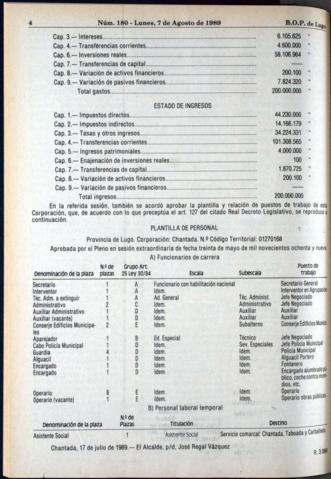 4 Núm. 180 - Lunes, 7 de Agosto de 1989 B.O.P. de Lugo
Cap. 3.— Intereses 6.105.625 "
Cap. 4.— Transferencias corrientes 4.600.000 "
Cap. 6.— Inversiones reales 58.106.964 "
Cap. 7.— Transferencias de capital —
Cap. 8.— Variación de activos financieros 200.100 "
Cap. 9.— Variación de pasivos financieros 7.824.320 "
Total gastos 200.000.000 "
ESTADO DE INGRESOS
Cap. 1.— Impuestos directos 44.230.000 "
Cap. 2.— Impuestos indirectos 14.166.179 "
Cap. 3.— Tasas y otros ingresos 34.224.331 "
Cap. 4.— Transferencias corrientes 101.308.565 "
Cap. 5.— Ingresos patrimoniales 4.000.000 "
Cap. 6.— Enajenación de inversiones reales 100 "
Cap. 7.— Transferencias de capital 1.870.725 "
Cap. 8.— Variación de activos financieros 200.100 "
Cap. 9.— Variación de pasivos financieros —
Total ingresos 200.000.000 "
En la referida sesión, también se acordó aprobar la plantilla y relación de puestos de trabajo de esta
Corporación, que, de acuerdo con lo que preceptúa el art. 127 del citado Real Decreto Legislativo, se reproduce a
continuación.
PLANTILLA DE PERSONAL
Provincia de Lugo. Corporación: Chantada. N.º Código Territorial: 01270168
Aprobada por el Pleno en sesión extraordinaria de fecha treinta de mayo de mil novecientos ochenta y nueve
A) Funcionarios de carrera
Denominación de la plaza N.º de plazas Grupo Art. 25 Ley 30/84 Escala Subescala Puesto de trabajo
Secretario 1 A Funcionario con habilitación nacional Secretario General
Interventor 1 A Idem. Interventor en Agrupación
Téc. Adm. a extinguir 1 A Ad. General Téc. Administ. Jefe Negociado
Administrativo 2 C Idem. Administrativo Jefe Negociado
Auxiliar Administrativo 1 D Idem. Auxiliar Auxiliar
Auxiliar (vacante) 1 D Idem. Auxiliar Auxiliar
Conserje Edificios Municipales 2 E Idem. Subalterno Conserje Edificios Munid.
Aparejador 1 B Ed. Especial Técnico Jefe Negociado
Cabo Policía Municipal 1 D Idem. Sev. Especiales Jefe Policía Municipal
Guardia 4 D Idem. Idem. Policía Municipal
Alguacil 1 D Idem. Idem. Alguacil Portero
Encargado 1 D Idem. Idem. Fontanero
Encargado 1 D Idem. Idem. Encargado alumbrado público, coche contra incendios, etc.
Operario 8 E Idem. Idem. Operario
Operario (vacante) 1 E Idem. Idem. Operario obras públicas
B) Personal laboral temporal
Denominación de la plaza N.º de Plazas Titulación Destino
Asistente Social 1 Asistente Social Servicio comarcal: Chantada, Taboada y Carballedo
Chantada, 17 de julio de 1989.— El Alcalde, p/d, José Regal Vázquez.